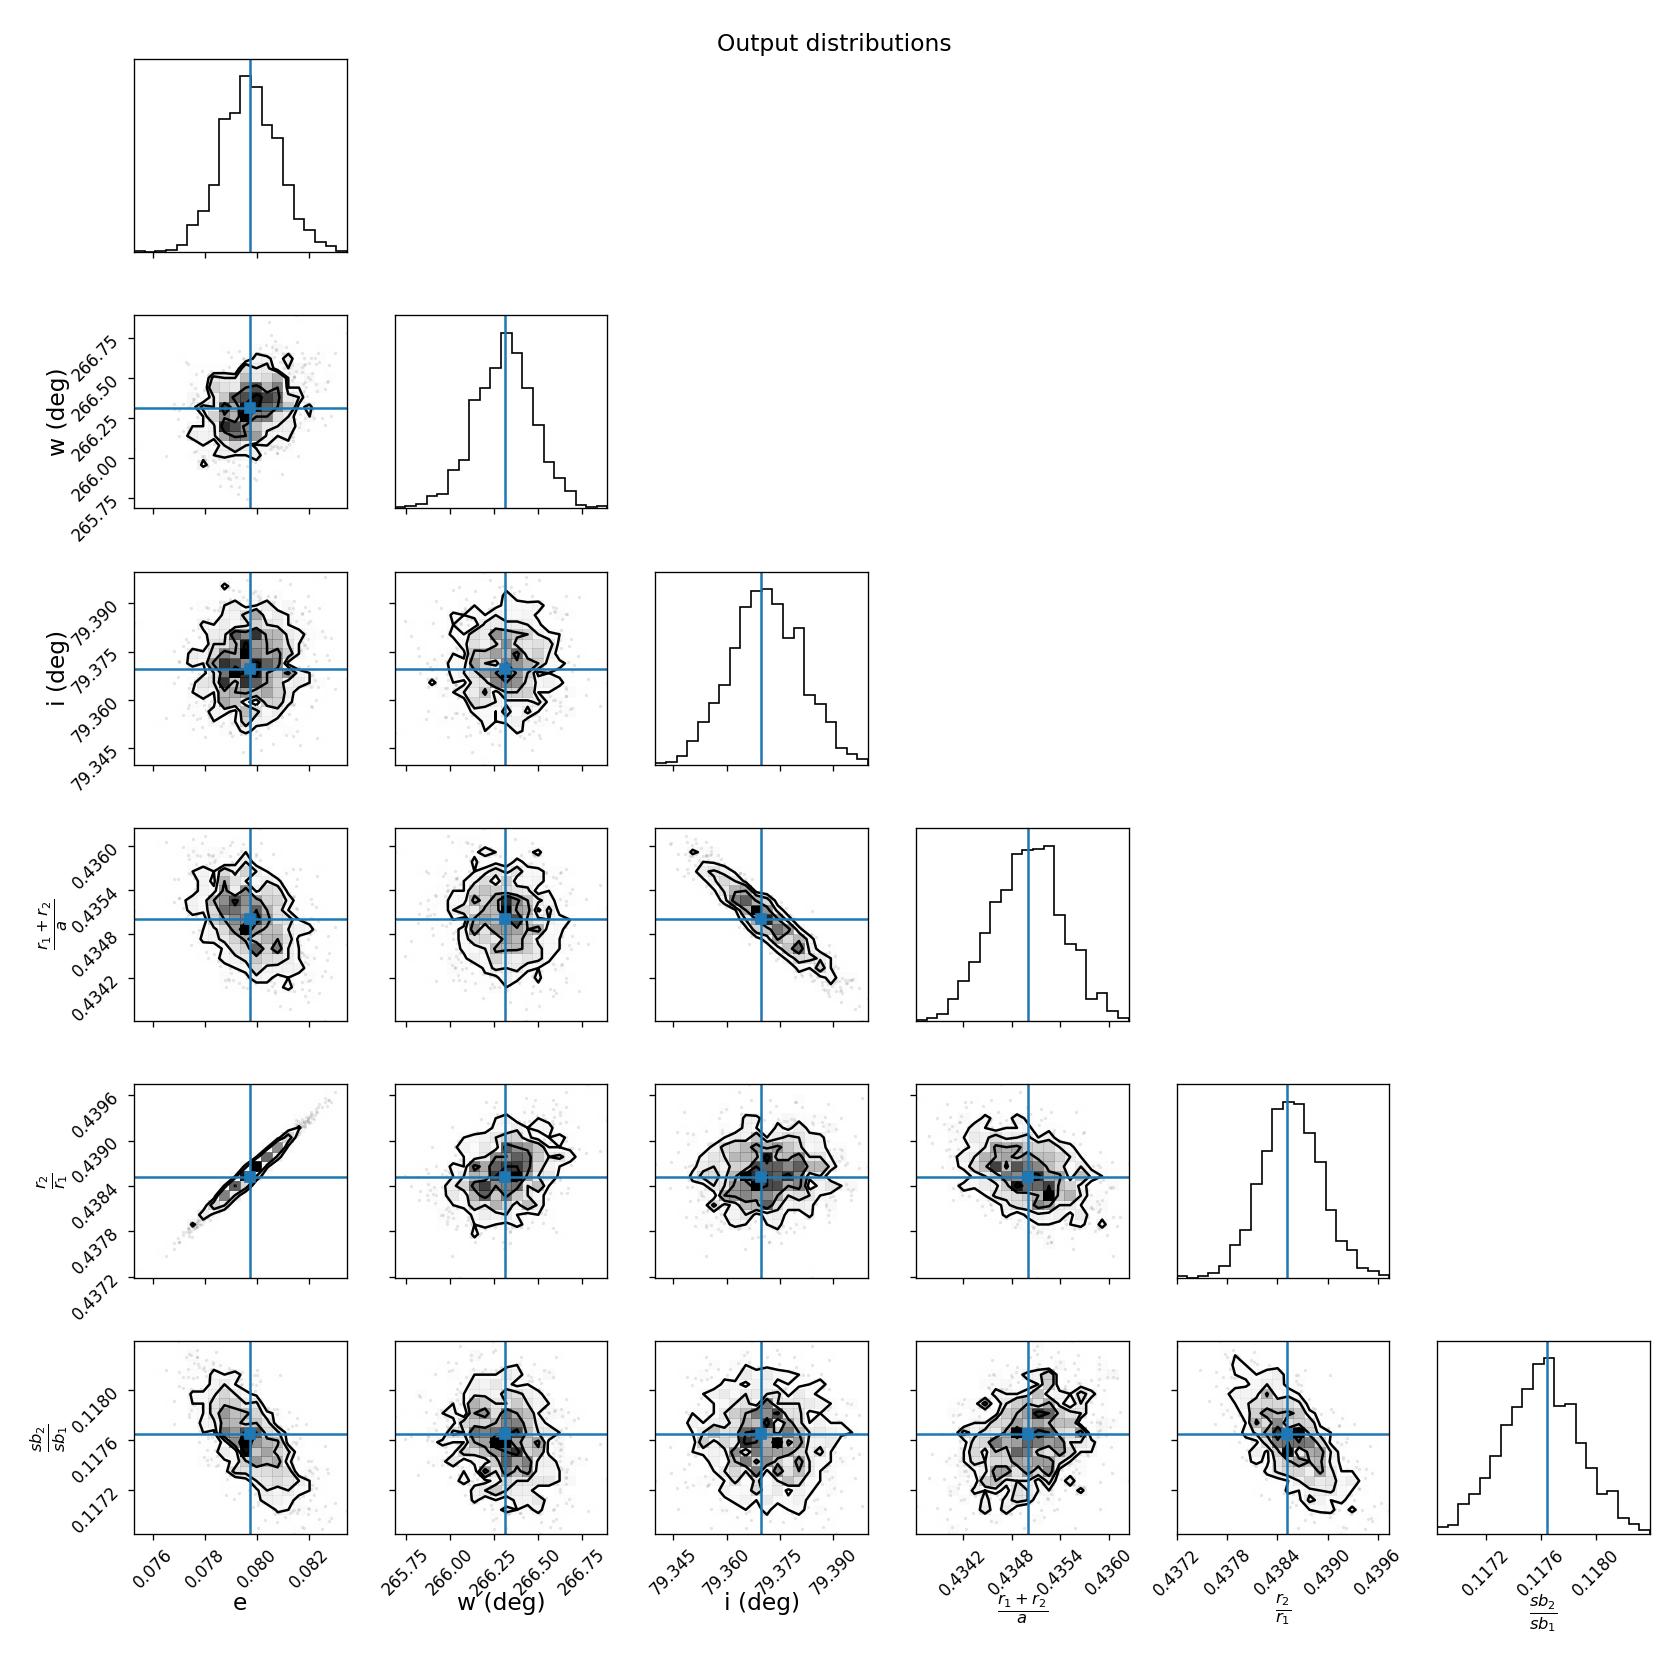 Output distributions
w (deg)
266.75
266.50
266.25
266.00
265.75
i (deg)
79.390
79.375
79.360
79.345
r₁ + r₂
a
0.4360
0.4354
0.4348
0.4342
r₂
r₁
0.4396
0.4390
0.4384
0.4378
0.4372
sb₂
sb₁
0.1180
0.1176
0.1172
0.076 0.078 0.080 0.082
e
265.75 266.00 266.25 266.50 266.75
w (deg)
79.345 79.360 79.375 79.390
i (deg)
0.4342 0.4348 0.4354 0.4360
r₁ + r₂
a
0.4372 0.4378 0.4384 0.4390 0.4396
r₂
r₁
0.1172 0.1176 0.1180
sb₂
sb₁